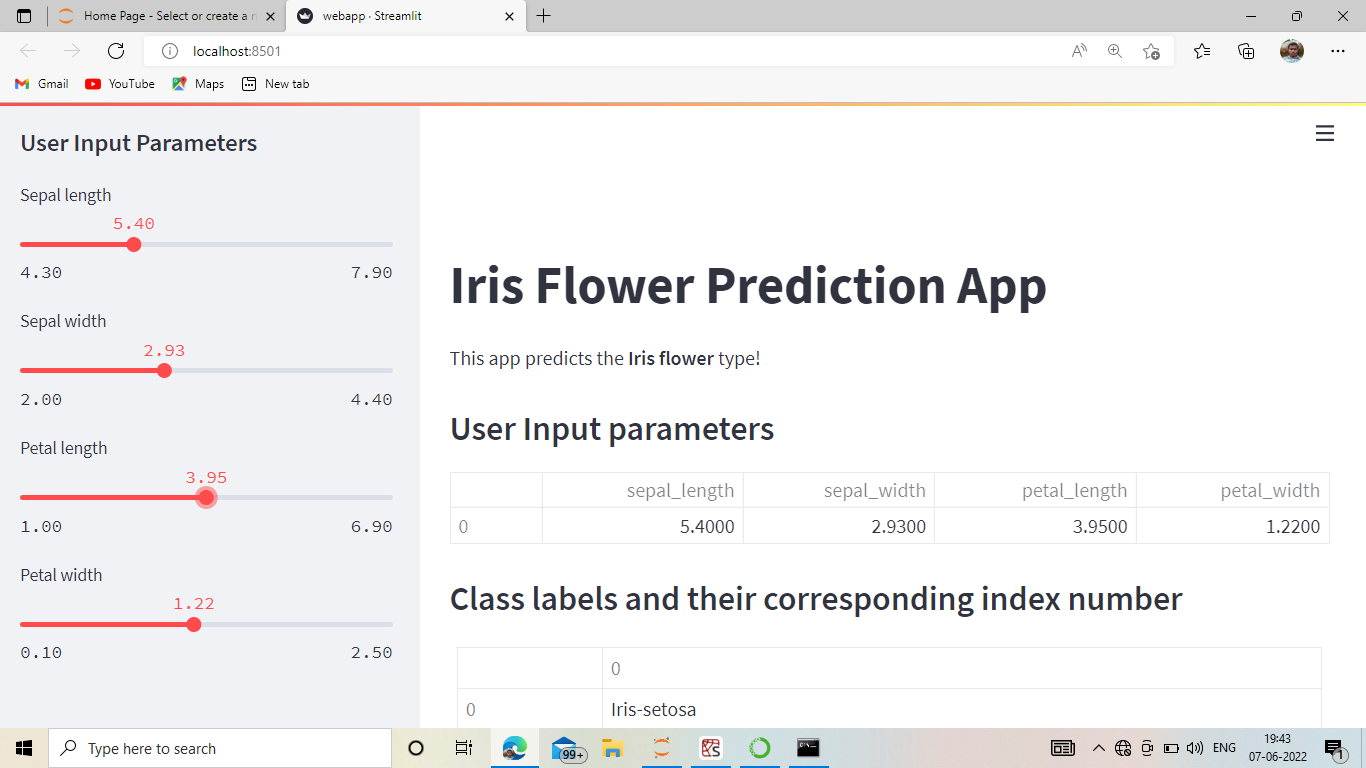 Home Page - Select or create a n
webapp · Streamlit
localhost:8501
Gmail
YouTube
Maps
New tab
User Input Parameters
Sepal length
5.40
4.30 7.90
Sepal width
2.93
2.00 4.40
Petal length
3.95
1.00 6.90
Petal width
1.22
0.10 2.50
Iris Flower Prediction App
This app predicts the Iris flower type!
User Input parameters
sepal_length sepal_width petal_length petal_width
0 5.4000 2.9300 3.9500 1.2200
Class labels and their corresponding index number
0
0 Iris-setosa
Type here to search
99+
ENG
19:43
07-06-2022
1